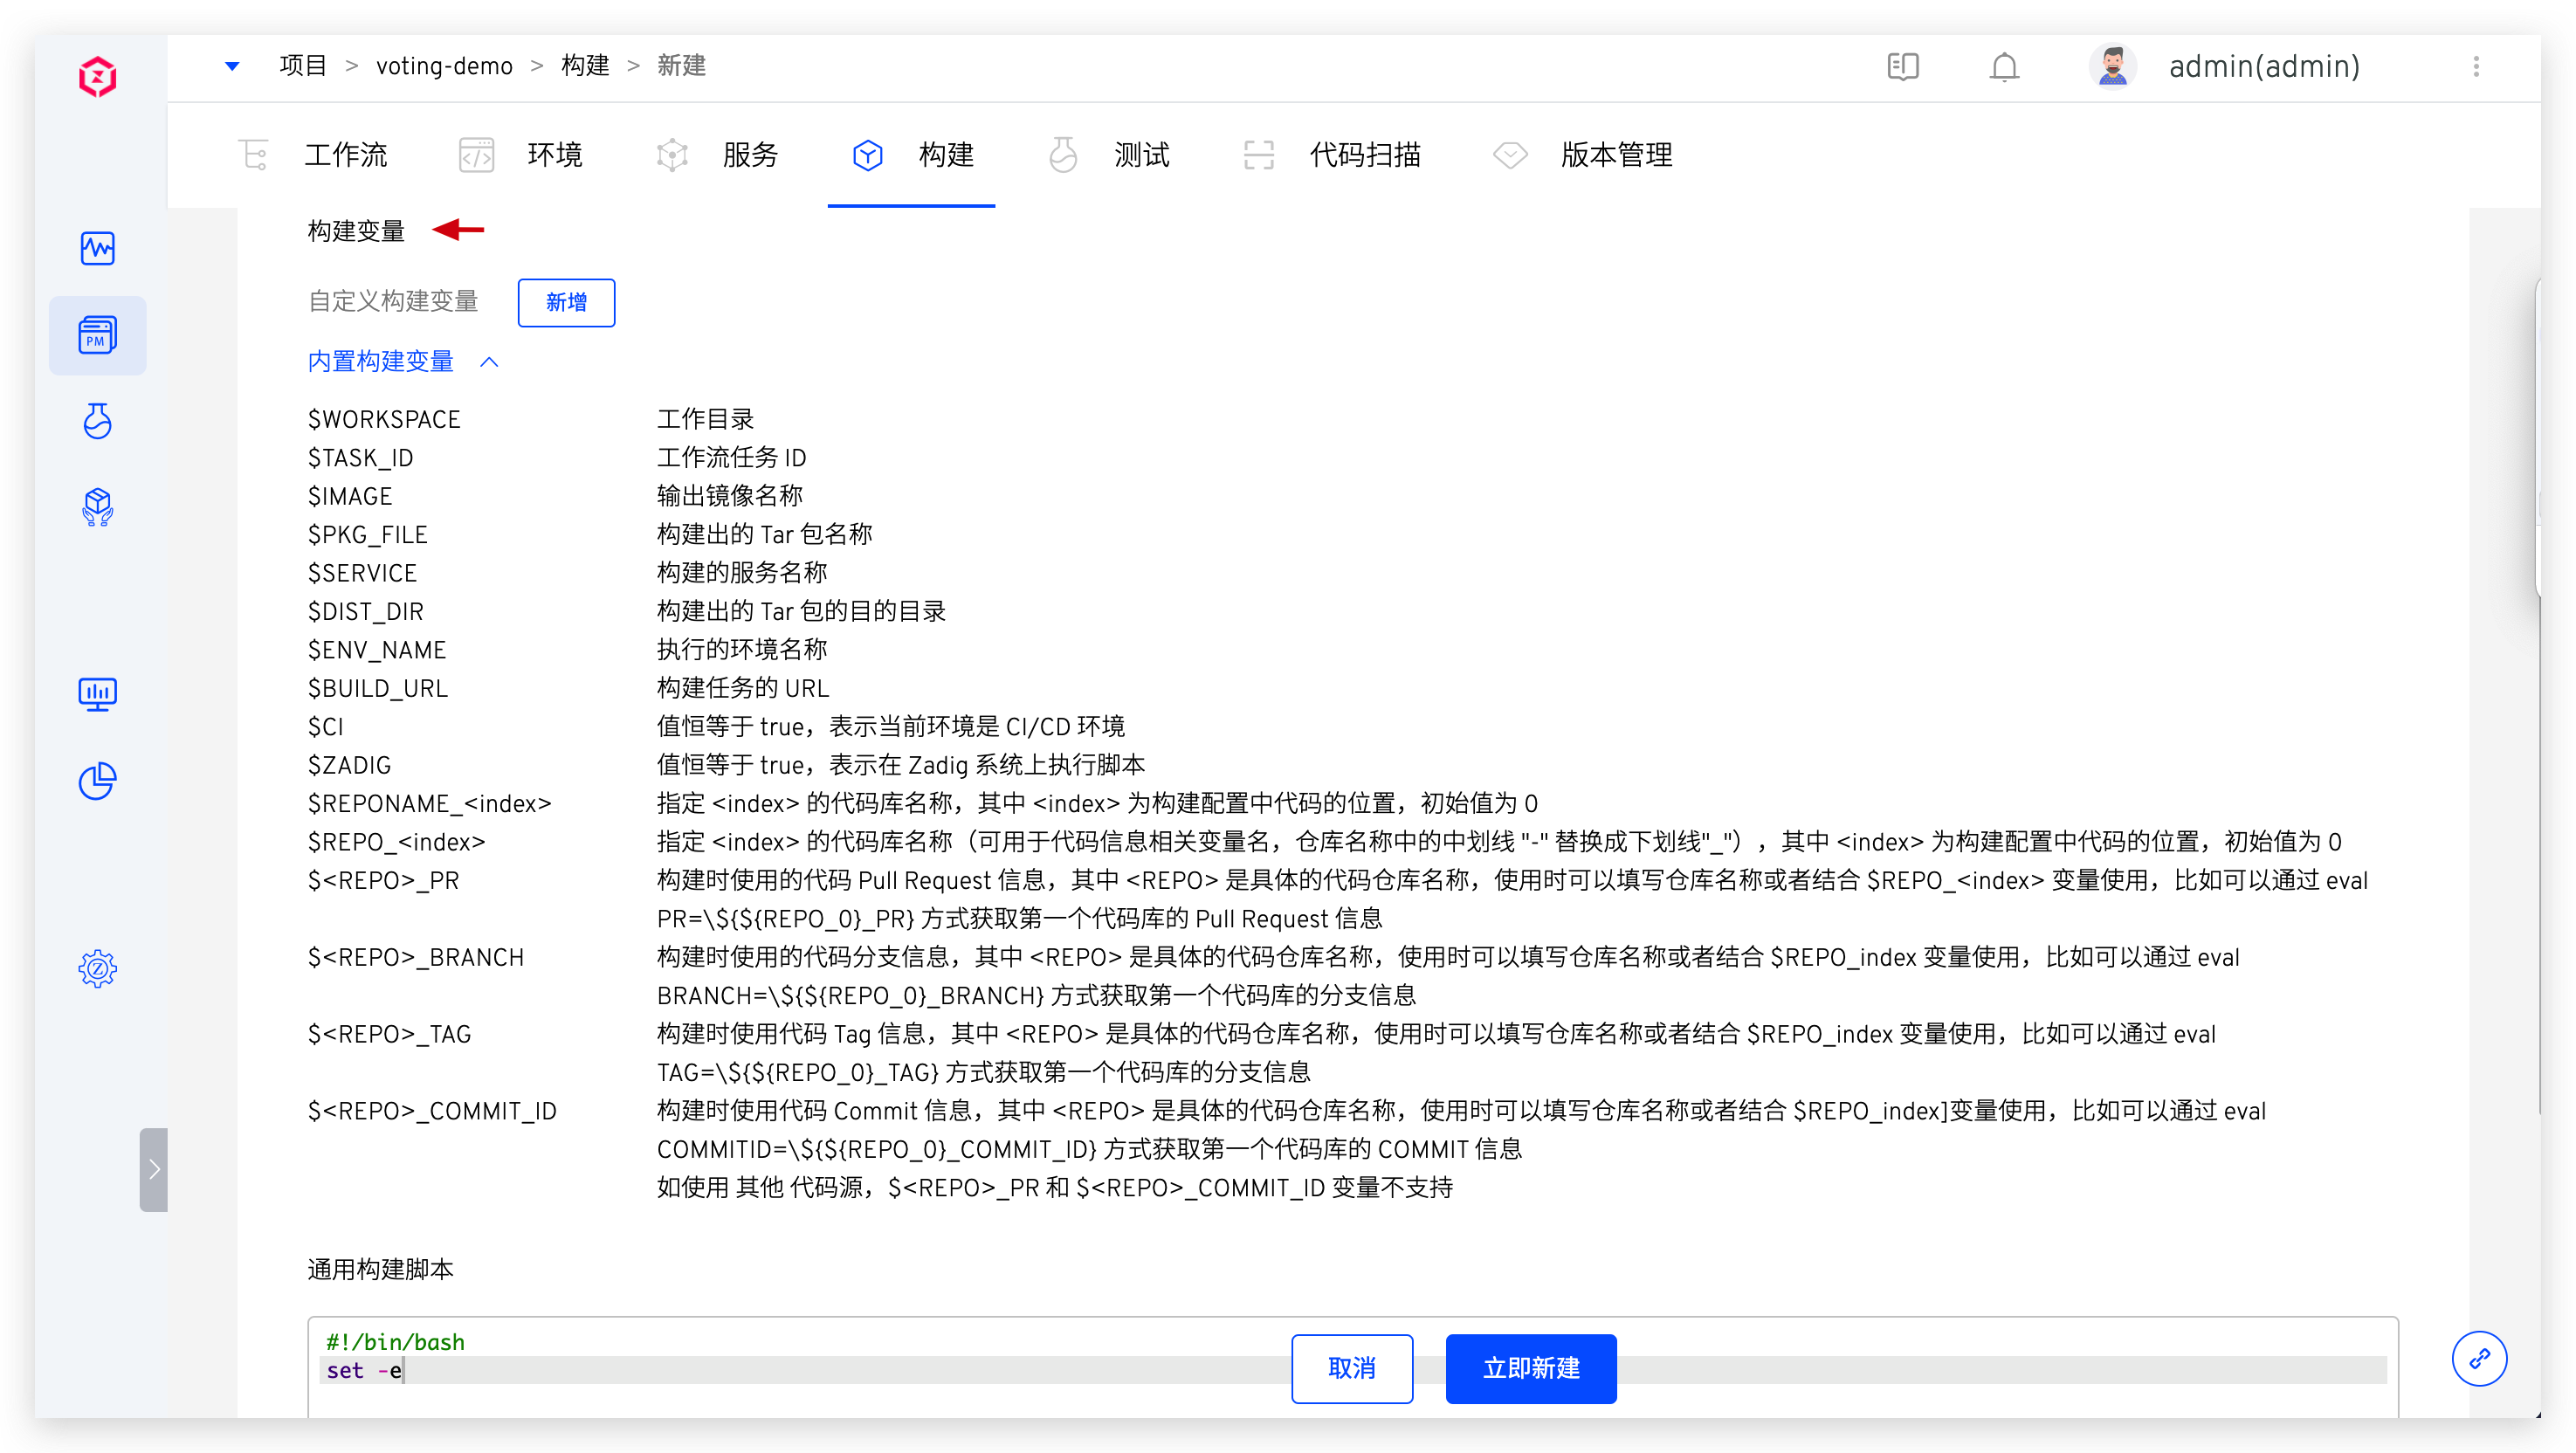 项目 > voting-demo > 构建 > 新建
admin(admin)
工作流
环境
服务
构建
测试
代码扫描
版本管理
PM
构建变量
自定义构建变量 新增
内置构建变量
$WORKSPACE 工作目录
$TASK_ID 工作流任务 ID
$IMAGE 输出镜像名称
$PKG_FILE 构建出的 Tar 包名称
$SERVICE 构建的服务名称
$DIST_DIR 构建出的 Tar 包的目的目录
$ENV_NAME 执行的环境名称
$BUILD_URL 构建任务的 URL
$CI 值恒等于 true，表示当前环境是 CI/CD 环境
$ZADIG 值恒等于 true，表示在 Zadig 系统上执行脚本
$REPONAME_<index> 指定 <index> 的代码库名称，其中 <index> 为构建配置中代码的位置，初始值为 0
$REPO_<index> 指定 <index> 的代码库名称（可用于代码信息相关变量名，仓库名称中的中划线 "-" 替换成下划线"_"），其中 <index> 为构建配置中代码的位置，初始值为 0
$<REPO>_PR 构建时使用的代码 Pull Request 信息，其中 <REPO> 是具体的代码仓库名称，使用时可以填写仓库名称或者结合 $REPO_<index> 变量使用，比如可以通过 eval
PR=\${${REPO_0}_PR} 方式获取第一个代码库的 Pull Request 信息
$<REPO>_BRANCH 构建时使用的代码分支信息，其中 <REPO> 是具体的代码仓库名称，使用时可以填写仓库名称或者结合 $REPO_index 变量使用，比如可以通过 eval
BRANCH=\${${REPO_0}_BRANCH} 方式获取第一个代码库的分支信息
$<REPO>_TAG 构建时使用代码 Tag 信息，其中 <REPO> 是具体的代码仓库名称，使用时可以填写仓库名称或者结合 $REPO_index 变量使用，比如可以通过 eval
TAG=\${${REPO_0}_TAG} 方式获取第一个代码库的分支信息
$<REPO>_COMMIT_ID 构建时使用代码 Commit 信息，其中 <REPO> 是具体的代码仓库名称，使用时可以填写仓库名称或者结合 $REPO_index]变量使用，比如可以通过 eval
COMMITID=\${${REPO_0}_COMMIT_ID} 方式获取第一个代码库的 COMMIT 信息
如使用 其他 代码源，$<REPO>_PR 和 $<REPO>_COMMIT_ID 变量不支持
通用构建脚本
#!/bin/bash
set -e
取消
立即新建